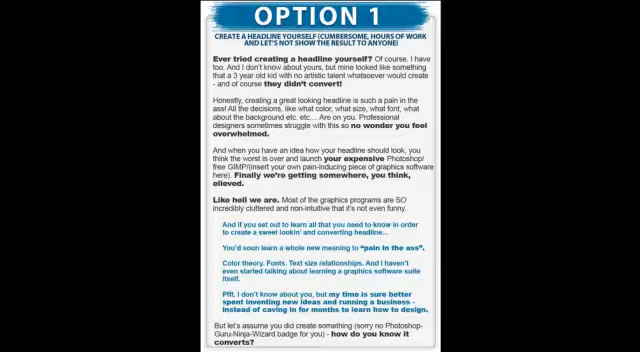 OPTION 1
CREATE A HEADLINE YOURSELF (CUMBERSOME, HOURS OF WORK
AND LET'S NOT SHOW THE RESULT TO ANYONE)
Ever tried creating a headline yourself? Of course. I have
too. And I don't know about yours, but mine looked like something
that a 3 year old kid with no artistic talent whatsoever would create
- and of course they didn't convert!
Honestly, creating a great looking headline is such a pain in the
ass! All the decisions, like what color, what size, what font, what
about the background etc. etc.... Are on you. Professional
designers sometimes struggle with this so no wonder you feel
overwhelmed.
And when you have an idea how your headline should look, you
think the worst is over and launch your expensive Photoshop/
free GIMP/(insert your own pain-inducing piece of graphics software
here). Finally we're getting somewhere, you think,
elieved.
Like hell we are. Most of the graphics programs are SO
incredibly cluttered and non-intuitive that it's not even funny.
And if you set out to learn all that you need to know in order
to create a sweet lookin' and converting headline...
You'd soon learn a whole new meaning to "pain in the ass".
Color theory. Fonts. Text size relationships. And I haven't
even started talking about learning a graphics software suite
itself.
Pfft. I don't know about you, but my time is sure better
spent inventing new ideas and running a business -
instead of caving in for months to learn how to design.
But let's assume you did create something (sorry no Photoshop-
Guru-Ninja-Wizard badge for you) - how do you know it
converts?